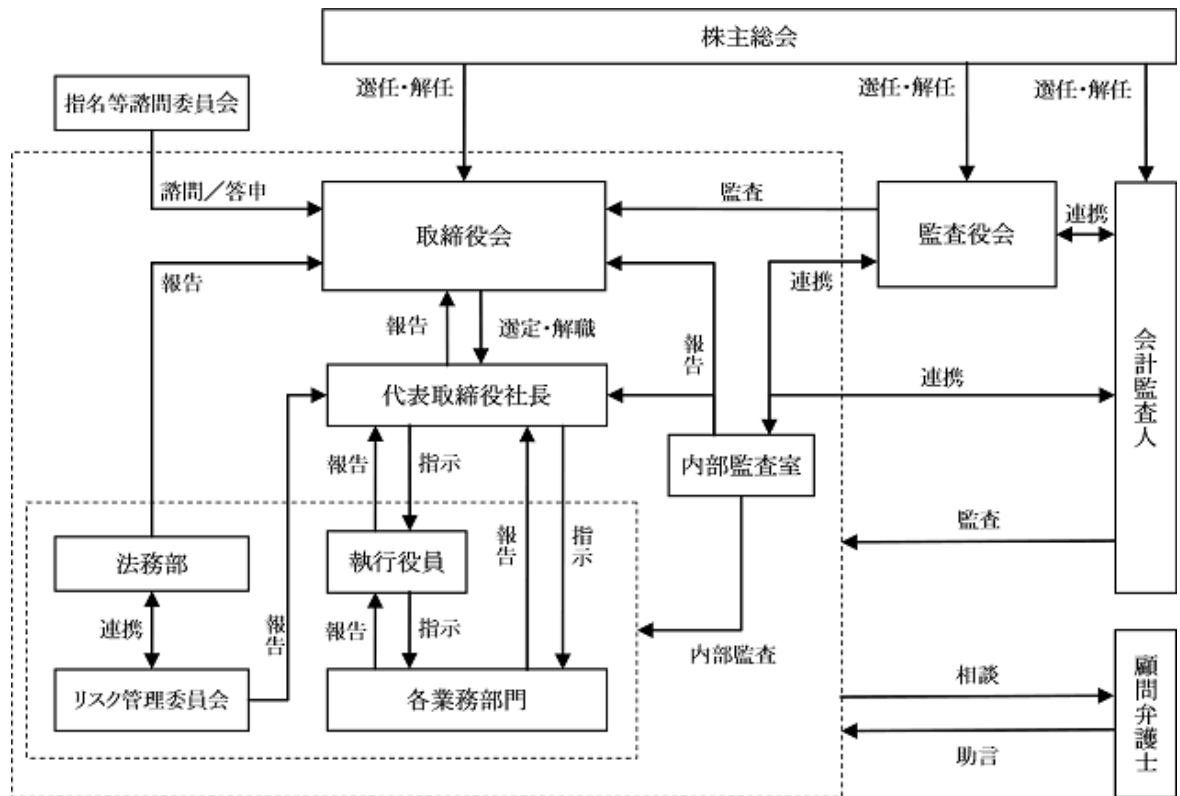 株主総会
選任・解任
選任・解任
選任・解任
指名等諮問委員会
諮問／答申
取締役会
監査
監査役会
連携
報告
連携
報告
選定・解職
報告
代表取締役社長
連携
会計監査人
内部監査室
報告
指示
監査
法務部
執行役員
報告
指示
連携
報告
報告
指示
内部監査
リスク管理委員会
各業務部門
相談
顧問弁護士
助言